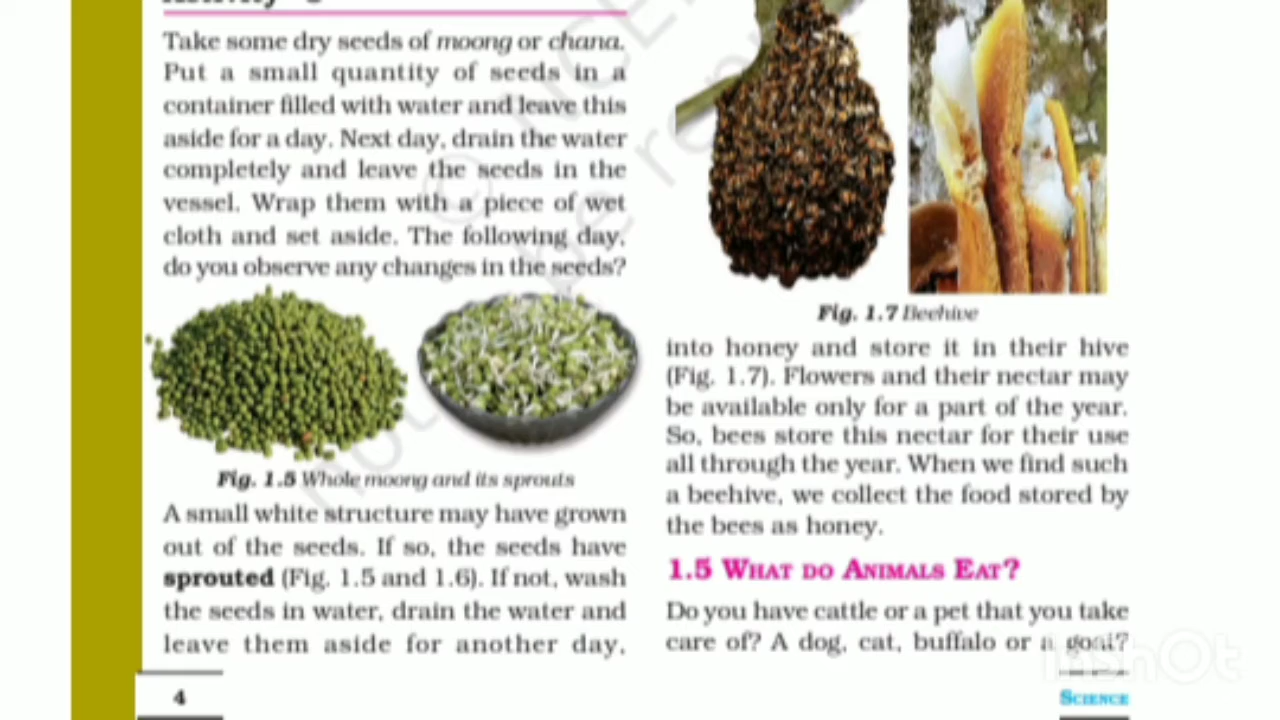 Take some dry seeds of moong or chana.
Put a small quantity of seeds in a
container filled with water and leave this
aside for a day. Next day, drain the water
completely and leave the seeds in the
vessel. Wrap them with a piece of wet
cloth and set aside. The following day,
do you observe any changes in the seeds?
Fig. 1.5 Whole moong and its sprouts
A small white structure may have grown
out of the seeds. If so, the seeds have
sprouted (Fig. 1.5 and 1.6). If not, wash
the seeds in water, drain the water and
leave them aside for another day.
4
Fig. 1.7 Beehive
into honey and store it in their hive
(Fig. 1.7). Flowers and their nectar may
be available only for a part of the year.
So, bees store this nectar for their use
all through the year. When we find such
a beehive, we collect the food stored by
the bees as honey.
1.5 WHAT DO ANIMALS EAT?
Do you have cattle or a pet that you take
care of? A dog, cat, buffalo or a goat?
SCIENCE
InShOt